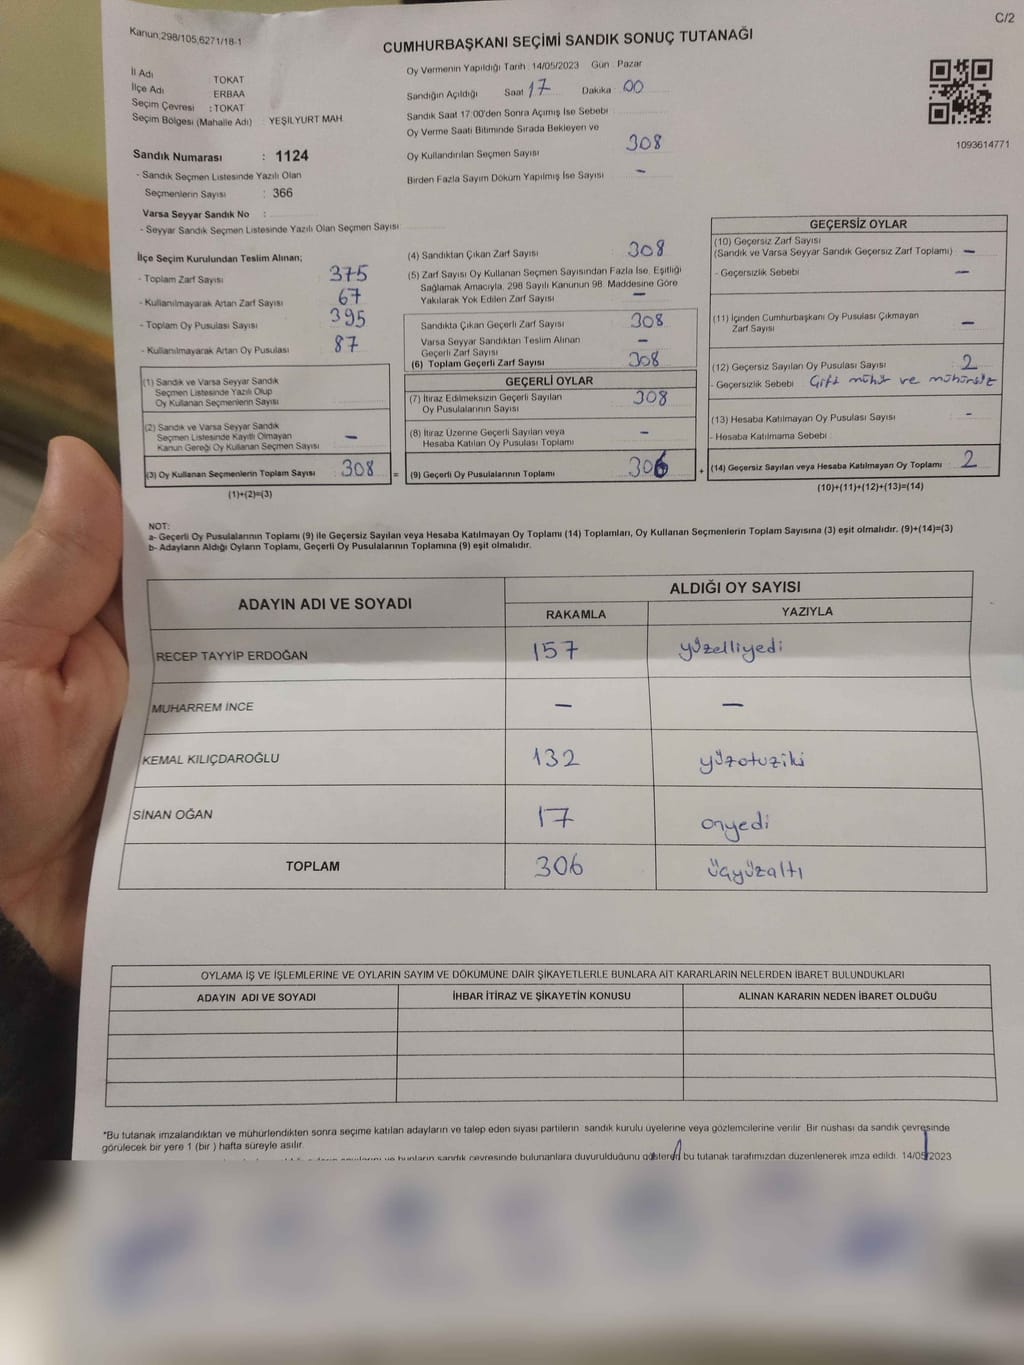 Kanun;298/105,6271/18-1
C/2
CUMHURBAŞKANI SEÇİMİ SANDIK SONUÇ TUTANAĞI
İl Adı TOKAT
İlçe Adı ERBAA
Seçim Çevresi : TOKAT
Seçim Bölgesi (Mahalle Adı) YEŞİLYURT MAH.
Sandık Numarası : 1124
- Sandık Seçmen Listesinde Yazılı Olan
Seçmenlerin Sayısı : 366
Varsa Seyyar Sandık No :
- Seyyar Sandık Seçmen Listesinde Yazılı Olan Seçmen Sayısı
Oy Vermenin Yapıldığı Tarih : 14/05/2023 Gün : Pazar
Sandığın Açıldığı Saat 17 Dakika 00
Sandık Saat 17:00'den Sonra Açımış İse Sebebi
Oy Verme Saati Bitiminde Sırada Bekleyen ve
Oy Kullandırılan Seçmen Sayısı 308
Birden Fazla Sayım Döküm Yapılmış İse Sayısı -
1093614771
İlçe Seçim Kurulundan Teslim Alınan;
- Toplam Zarf Sayısı 375
- Kullanılmayarak Artan Zarf Sayısı 67
- Toplam Oy Pusulası Sayısı 395
- Kullanılmayarak Artan Oy Pusulası 87
(1) Sandık ve Varsa Seyyar Sandık
Seçmen Listesinde Yazılı Olup
Oy Kullanan Seçmenlerin Sayısı
(2) Sandık ve Varsa Seyyar Sandık
Seçmen Listesinde Kayıtlı Olmayan
Kanun Gereği Oy Kullanan Seçmen Sayısı -
(3) Oy Kullanan Seçmenlerin Toplam Sayısı 308 =
(1)+(2)=(3)
(4) Sandıktan Çıkan Zarf Sayısı 308
(5) Zarf Sayısı Oy Kullanan Seçmen Sayısından Fazla İse, Eşitliği
Sağlamak Amacıyla, 298 Sayılı Kanunun 98. Maddesine Göre
Yakılarak Yok Edilen Zarf Sayısı -
Sandıkta Çıkan Geçerli Zarf Sayısı 308
Varsa Seyyar Sandıktan Teslim Alınan
Geçerli Zarf Sayısı -
(6) Toplam Geçerli Zarf Sayısı 308
GEÇERLİ OYLAR
(7) İtiraz Edilmeksizin Geçerli Sayılan
Oy Pusulalarının Sayısı 308
(8) İtiraz Üzerine Geçerli Sayılan veya
Hesaba Katılan Oy Pusulası Toplamı -
(9) Geçerli Oy Pusulalarının Toplamı 306 +
GEÇERSİZ OYLAR
(10) Geçersiz Zarf Sayısı
(Sandık ve Varsa Seyyar Sandık Geçersiz Zarf Toplamı) -
- Geçersizlik Sebebi -
(11) İçinden Cumhurbaşkanı Oy Pusulası Çıkmayan
Zarf Sayısı -
(12) Geçersiz Sayılan Oy Pusulası Sayısı 2
- Geçersizlik Sebebi Çift mühür ve mühürsüz
(13) Hesaba Katılmayan Oy Pusulası Sayısı -
- Hesaba Katılmama Sebebi
(14) Geçersiz Sayılan veya Hesaba Katılmayan Oy Toplamı 2
(10)+(11)+(12)+(13)=(14)
NOT:
a- Geçerli Oy Pusulalarının Toplamı (9) ile Geçersiz Sayılan veya Hesaba Katılmayan Oy Toplamı (14) Toplamları, Oy Kullanan Seçmenlerin Toplam Sayısına (3) eşit olmalıdır. (9)+(14)=(3)
b- Adayların Aldığı Oyların Toplamı, Geçerli Oy Pusulalarının Toplamına (9) eşit olmalıdır.
ADAYIN ADI VE SOYADI ALDIĞI OY SAYISI
RAKAMLA YAZIYLA
RECEP TAYYİP ERDOĞAN 157 yüzelliyedi
MUHARREM İNCE - -
KEMAL KILIÇDAROĞLU 132 yüzotuziki
SİNAN OĞAN 17 onyedi
TOPLAM 306 üçyüzaltı
OYLAMA İŞ VE İŞLEMLERİNE VE OYLARIN SAYIM VE DÖKÜMÜNE DAİR ŞİKAYETLERLE BUNLARA AİT KARARLARIN NELERDEN İBARET BULUNDUKLARI
ADAYIN ADI VE SOYADI İHBAR İTİRAZ VE ŞİKAYETİN KONUSU ALINAN KARARIN NEDEN İBARET OLDUĞU
*Bu tutanak imzalandıktan ve mühürlendikten sonra seçime katılan adayların ve talep eden siyasi partilerin sandık kurulu üyelerine veya gözlemcilerine verilir. Bir nüshası da sandık çevresinde
görülecek bir yere 1 (bir ) hafta süreyle asılır.
ve bunların sandık çevresinde bulunanlara duyurulduğunu gösteren bu tutanak tarafımızdan düzenlenerek imza edildi. 14/05/2023